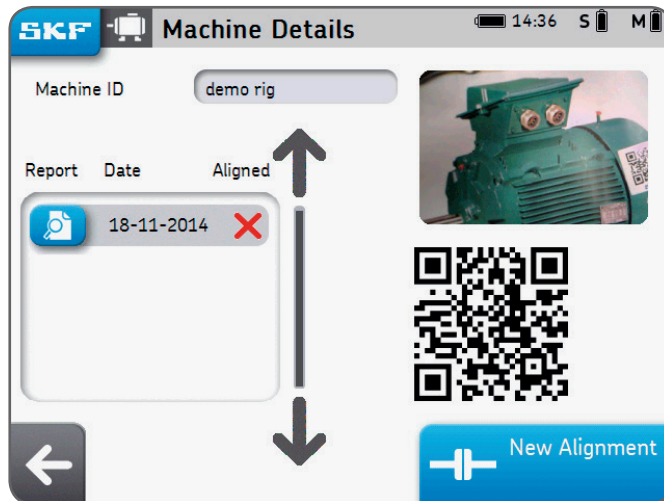 SKF Machine Details 14:36 S M
Machine ID demo rig
Report Date Aligned
18-11-2014
New Alignment